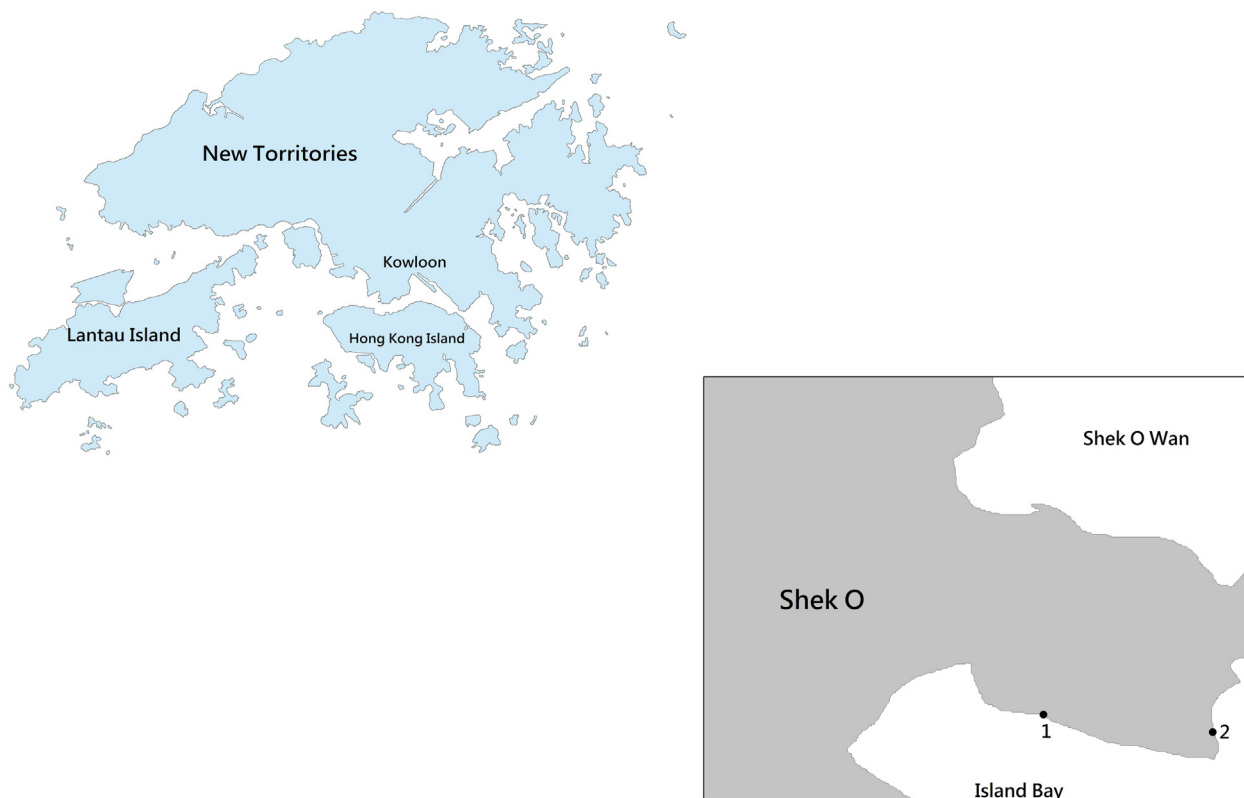 New Torritories
Kowloon
Lantau Island
Hong Kong Island
Shek O Wan
Shek O
1
2
Island Bay